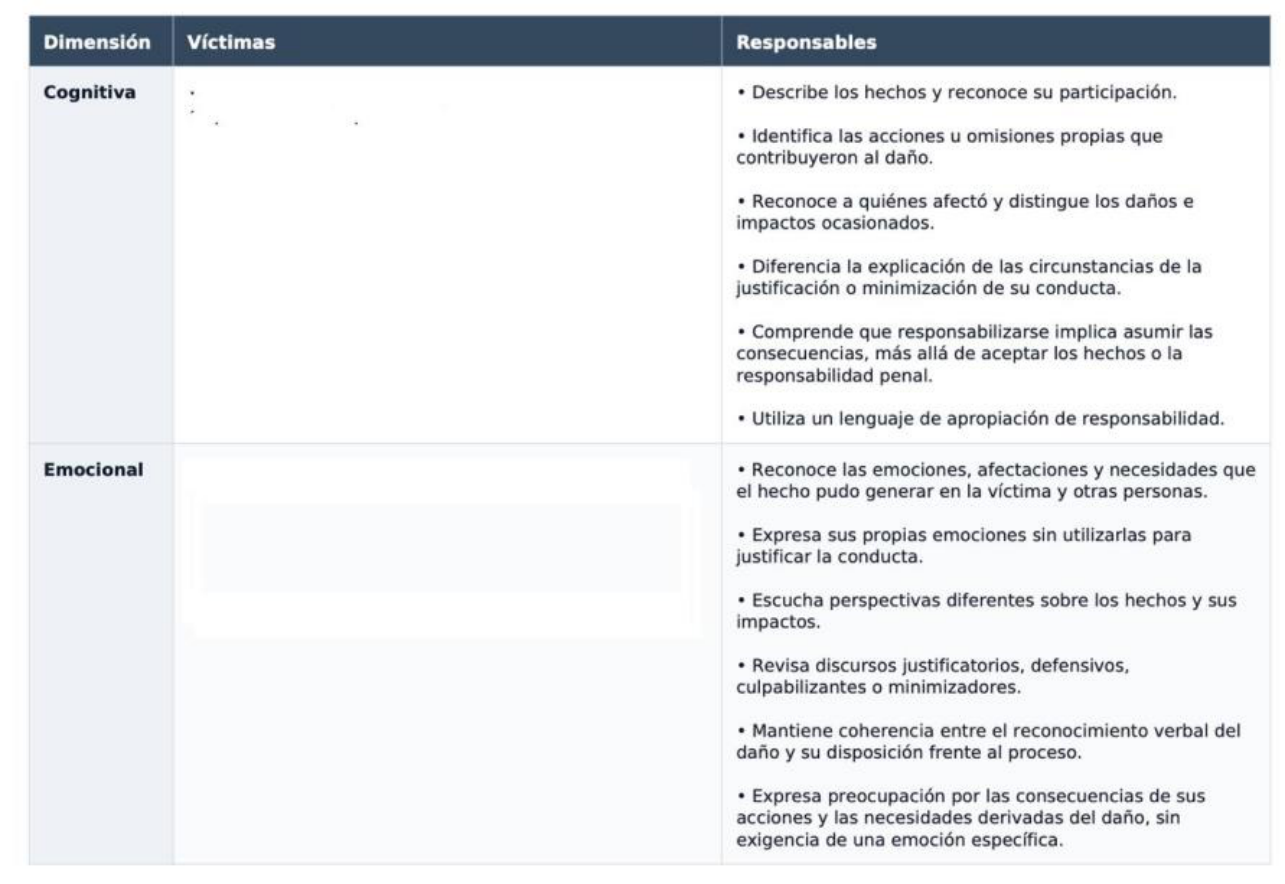 Dimensión Víctimas Responsables
Cognitiva
• Describe los hechos y reconoce su participación.
• Identifica las acciones u omisiones propias que
contribuyeron al daño.
• Reconoce a quiénes afectó y distingue los daños e
impactos ocasionados.
• Diferencia la explicación de las circunstancias de la
justificación o minimización de su conducta.
• Comprende que responsabilizarse implica asumir las
consecuencias, más allá de aceptar los hechos o la
responsabilidad penal.
• Utiliza un lenguaje de apropiación de responsabilidad.
Emocional
• Reconoce las emociones, afectaciones y necesidades que
el hecho pudo generar en la víctima y otras personas.
• Expresa sus propias emociones sin utilizarlas para
justificar la conducta.
• Escucha perspectivas diferentes sobre los hechos y sus
impactos.
• Revisa discursos justificatorios, defensivos,
culpabilizantes o minimizadores.
• Mantiene coherencia entre el reconocimiento verbal del
daño y su disposición frente al proceso.
• Expresa preocupación por las consecuencias de sus
acciones y las necesidades derivadas del daño, sin
exigencia de una emoción específica.